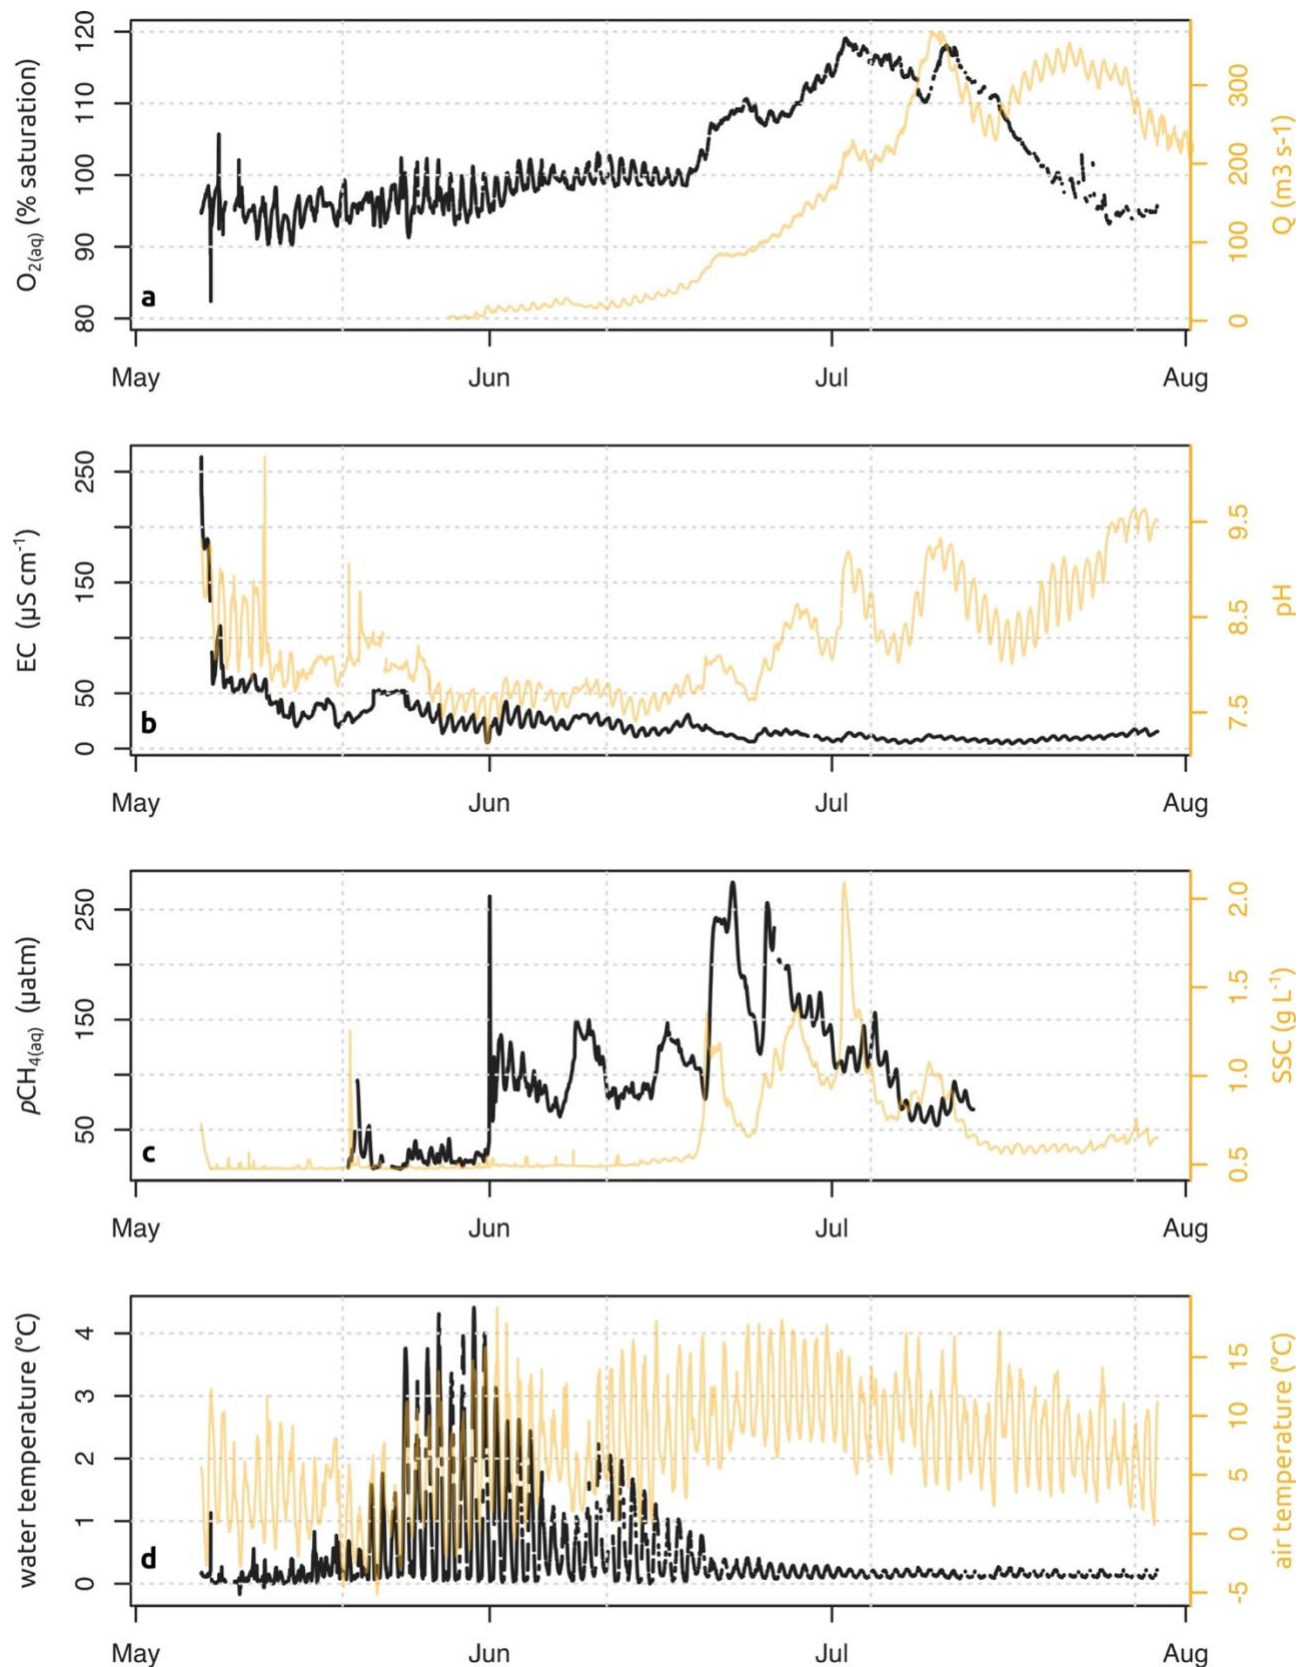 O2(aq) (% saturation)
80 90 100 110 120
a
0 100 200 300
Q (m3 s-1)
May Jun Jul Aug
EC (µS cm-1)
0 50 150 250
b
7.5 8.5 9.5
pH
May Jun Jul Aug
pCH4(aq) (µatm)
50 150 250
c
0.5 1.0 1.5 2.0
SSC (g L-1)
May Jun Jul Aug
water temperature (°C)
0 1 2 3 4
d
-5 0 5 10 15
air temperature (°C)
May Jun Jul Aug